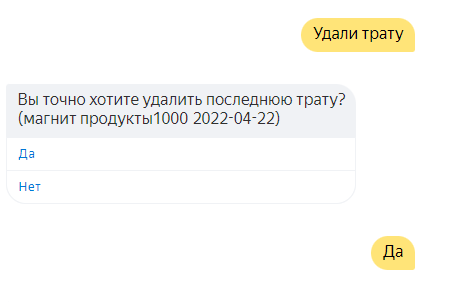 Удали трату
Вы точно хотите удалить последнюю трату?
(магнит продукты1000 2022-04-22)
Да
Нет
Да